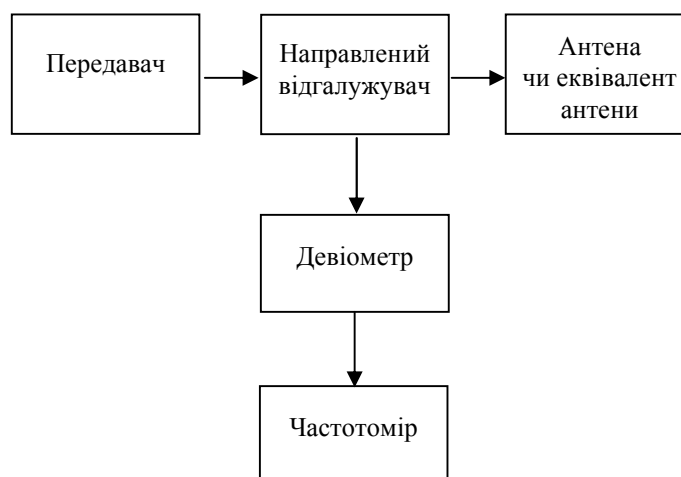 Передавач
Направлений
відгалужувач
Антена
чи еквівалент
антени
Девіометр
Частотомір